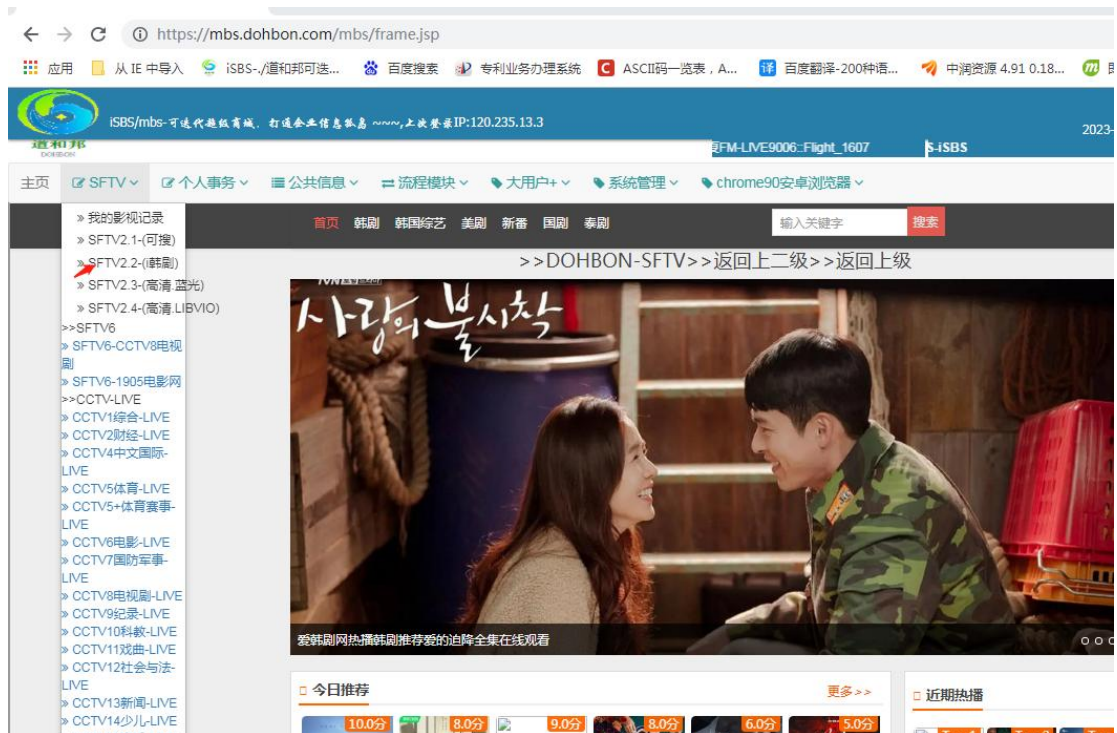 https://mbs.dohbon.com/mbs/frame.jsp
应用 从 IE 中导入 iSBS-./道和邦可迭... 百度搜索 专利业务办理系统 ASCII码一览表，A... 百度翻译-200种语... 中润资源 4.91 0.18...
iSBS/mbs-可迭代超级商城、打通企业信息孤岛 ~~~,上次登录IP:120.235.13.3
2023-
道和邦
DOHBON
FM-LIVE9006::Flight_1607 S-iSBS
主页 SFTV 个人事务 公共信息 流程模块 大用户+ 系统管理 chrome90安卓浏览器
» 我的影视记录
» SFTV2.1-(可搜)
» SFTV2.2-(i韩剧)
» SFTV2.3-(高清.蓝光)
» SFTV2.4-(高清.LIBVIO)
>>SFTV6
» SFTV6-CCTV8电视
剧
» SFTV6-1905电影网
>>CCTV-LIVE
» CCTV1综合-LIVE
» CCTV2财经-LIVE
» CCTV4中文国际-
LIVE
» CCTV5体育-LIVE
» CCTV5+体育赛事-
LIVE
» CCTV6电影-LIVE
» CCTV7国防军事-
LIVE
» CCTV8电视剧-LIVE
» CCTV9纪录-LIVE
» CCTV10科教-LIVE
» CCTV11戏曲-LIVE
» CCTV12社会与法-
LIVE
» CCTV13新闻-LIVE
» CCTV14少儿-LIVE
首页 韩剧 韩国综艺 美剧 新番 国剧 泰剧
输入关键字 搜索
>>DOHBON-SFTV>>返回上二级>>返回上级
사랑의 불시착
爱韩剧网热播韩剧推荐爱的迫降全集在线观看
今日推荐 更多>>
近期热播
10.0分 8.0分 9.0分 8.0分 6.0分 5.0分